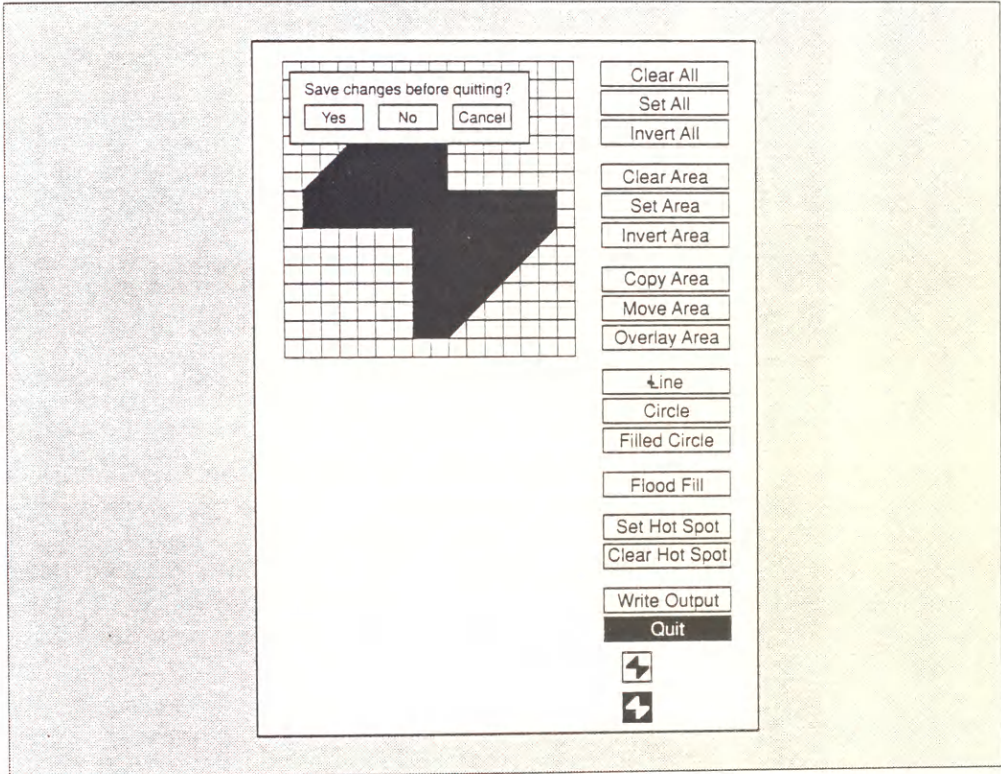 Save changes before quitting?
Yes No Cancel
Clear All
Set All
Invert All
Clear Area
Set Area
Invert Area
Copy Area
Move Area
Overlay Area
Line
Circle
Filled Circle
Flood Fill
Set Hot Spot
Clear Hot Spot
Write Output
Quit